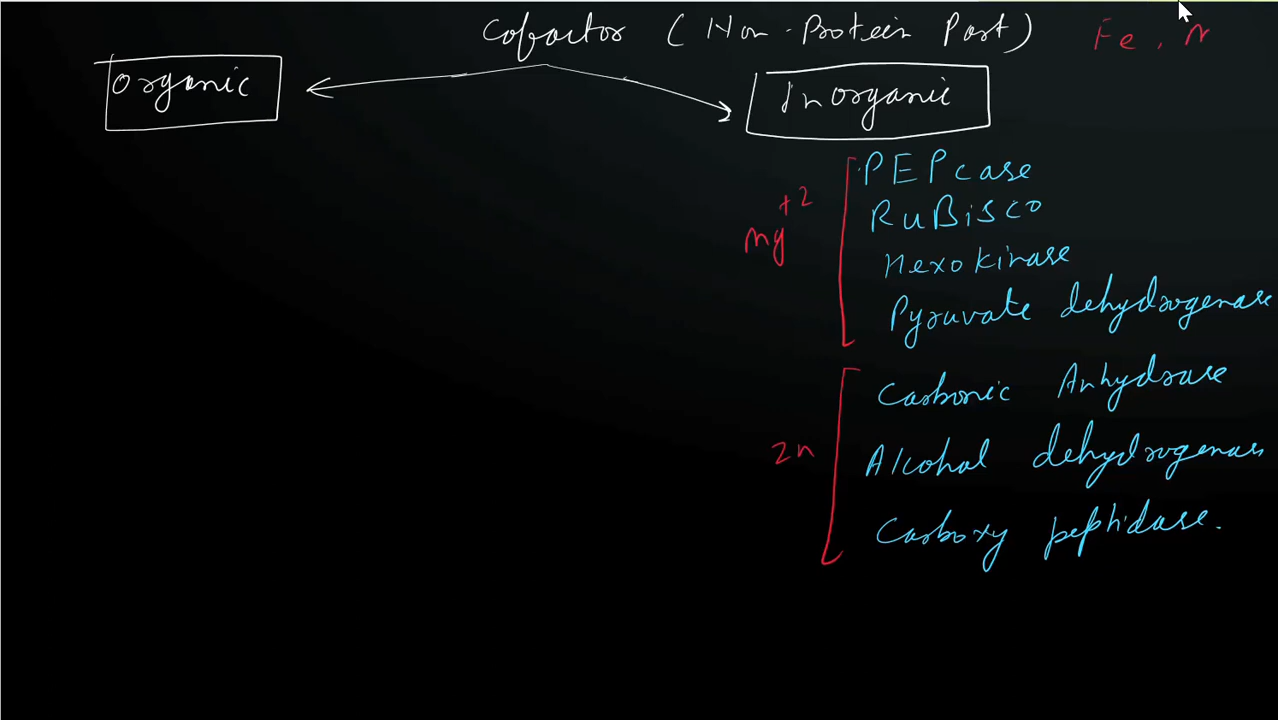 Cofactor ( Non-Protein Part) Fe, N
Organic
Inorganic
PEPcase
RuBisCO
Mg+2
Hexokinase
Pyruvate dehydrogenase
Carbonic Anhydrase
Zn
Alcohol dehydrogenase
Carboxy peptidase.